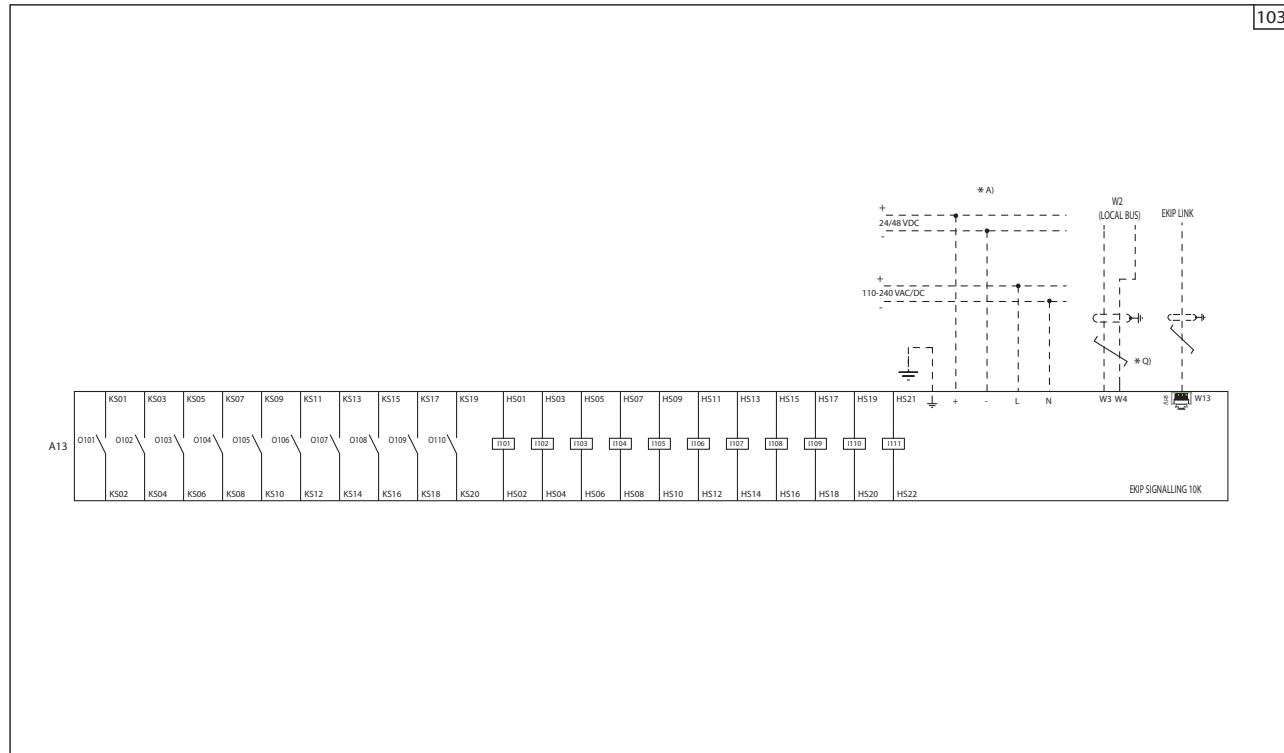 103
* A)
+
24/48 VDC
-
W2
(LOCAL BUS)
EKIP LINK
+
110-240 VAC/DC
-
* Q)
KS01 KS03 KS05 KS07 KS09 KS11 KS13 KS15 KS17 KS19 HS01 HS03 HS05 HS07 HS09 HS11 HS13 HS15 HS17 HS19 HS21 + - L N W3 W4 W13
A13 O101 O102 O103 O104 O105 O106 O107 O108 O109 O110 I101 I102 I103 I104 I105 I106 I107 I108 I109 I110 I111
KS02 KS04 KS06 KS08 KS10 KS12 KS14 KS16 KS18 KS20 HS02 HS04 HS06 HS08 HS10 HS12 HS14 HS16 HS18 HS20 HS22
EKIP SIGNALLING 10K